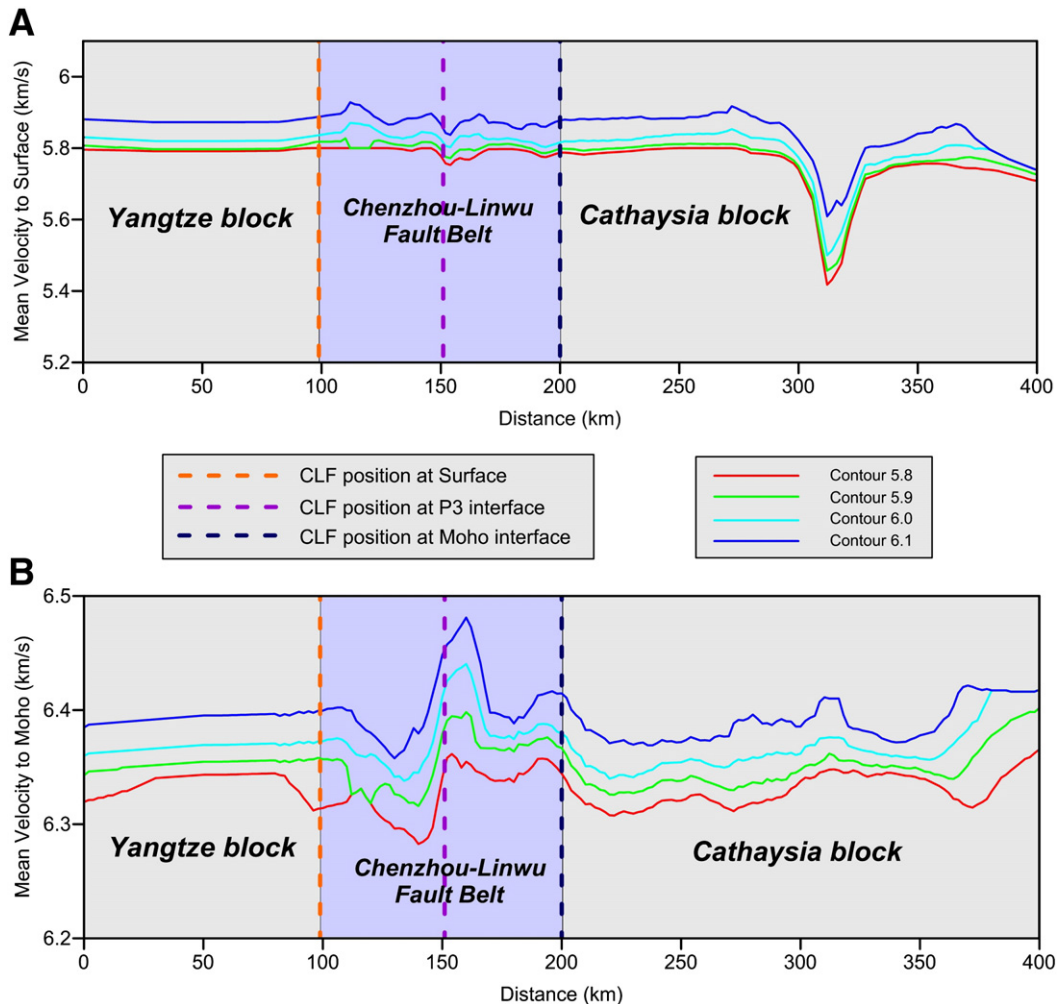 A
Mean Velocity to Surface (km/s)
6
5.8
5.6
5.4
5.2
Yangtze block
Chenzhou-Linwu
Fault Belt
Cathaysia block
0 50 100 150 200 250 300 350 400
Distance (km)
CLF position at Surface
CLF position at P3 interface
CLF position at Moho interface
Contour 5.8
Contour 5.9
Contour 6.0
Contour 6.1
B
Mean Velocity to Moho (km/s)
6.5
6.4
6.3
6.2
Yangtze block
Chenzhou-Linwu
Fault Belt
Cathaysia block
0 50 100 150 200 250 300 350 400
Distance (km)